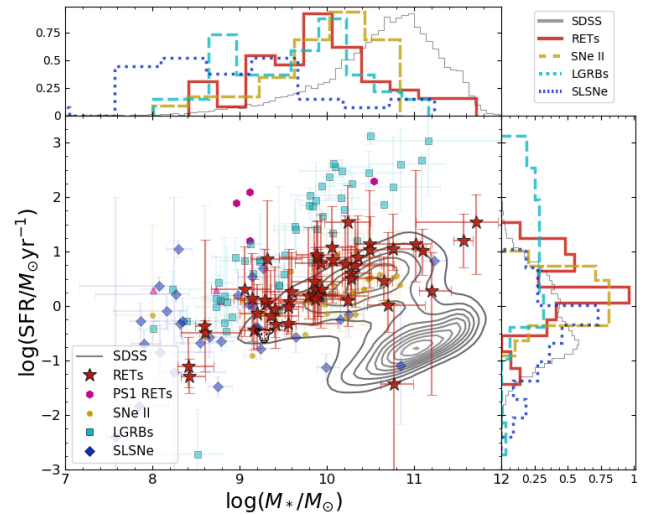 0.75
0.5
0.25
0
SDSS
RETs
SNe II
LGRBs
SLSNe
3
2
1
0
−1
−2
−3
log(SFR/M⊙yr⁻¹)
SDSS
RETs
PS1 RETs
SNe II
LGRBs
SLSNe
7
8
9
10
11
12
0.25
0.5
0.75
1
log(M*/M⊙)